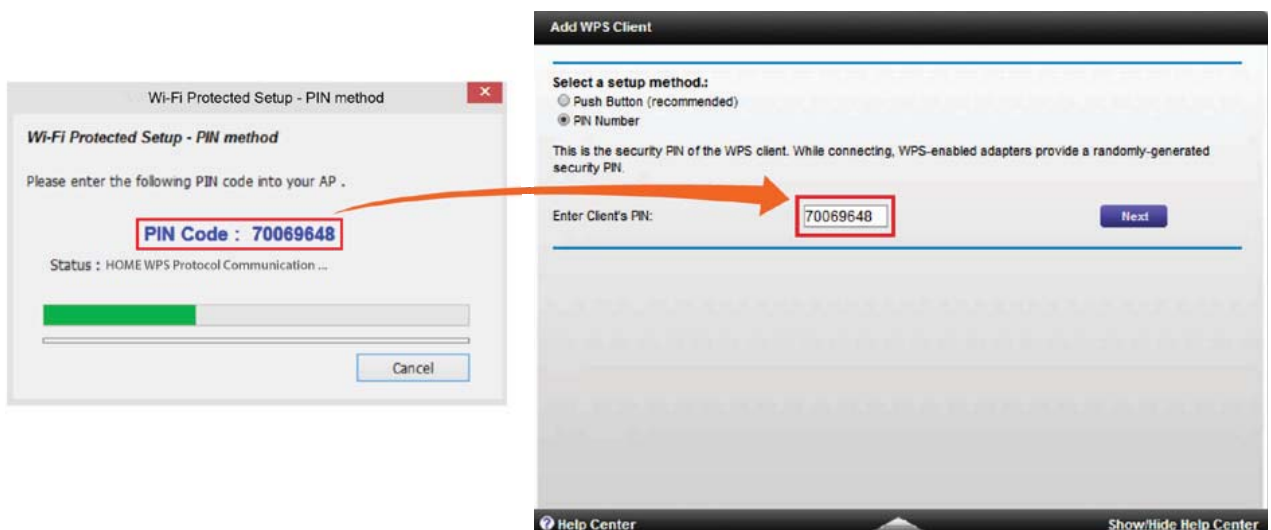 Wi-Fi Protected Setup - PIN method
Wi-Fi Protected Setup - PIN method
Please enter the following PIN code into your AP .
PIN Code : 70069648
Status : HOME WPS Protocol Communication ...
Cancel
Add WPS Client
Select a setup method.:
Push Button (recommended)
PIN Number
This is the security PIN of the WPS client. While connecting, WPS-enabled adapters provide a randomly-generated
security PIN.
Enter Client's PIN: 70069648 Next
Help Center Show/Hide Help Center